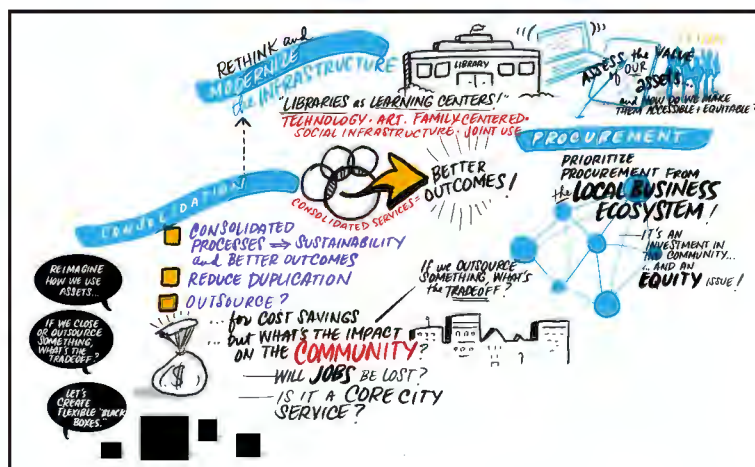 RETHINK and
MODERNIZE
the INFRASTRUCTURE
LIBRARY
"LIBRARIES as LEARNING CENTERS!"
TECHNOLOGY · ART · FAMILY CENTERED ·
SOCIAL INFRASTRUCTURE · JOINT USE
ASSESS the VALUE
of OUR
assets...
and HOW DO WE MAKE
THEM ACCESSIBLE + EQUITABLE?
PROCUREMENT
PRIORITIZE
PROCUREMENT FROM
the LOCAL BUSINESS
ECOSYSTEM!
IT'S AN
INVESTMENT IN
the COMMUNITY...
...AND AN
EQUITY ISSUE!
CONSOLIDATION
CONSOLIDATED SERVICES=
BETTER
OUTCOMES!
CONSOLIDATED
PROCESSES ⇒ SUSTAINABILITY
and BETTER OUTCOMES
REDUCE DUPLICATION
OUTSOURCE?
...for COST SAVINGS
...but WHAT'S THE IMPACT
ON THE COMMUNITY?
—WILL JOBS BE LOST?
—IS IT A CORE CITY
SERVICE?
$
If we OUTSOURCE
SOMETHING, WHAT'S
the TRADEOFF?
REIMAGINE
HOW WE USE
ASSETS...
IF WE CLOSE
OR OUTSOURCE
SOMETHING,
WHAT'S THE
TRADEOFF?
LET'S
CREATE
FLEXIBLE "BLACK
BOXES."